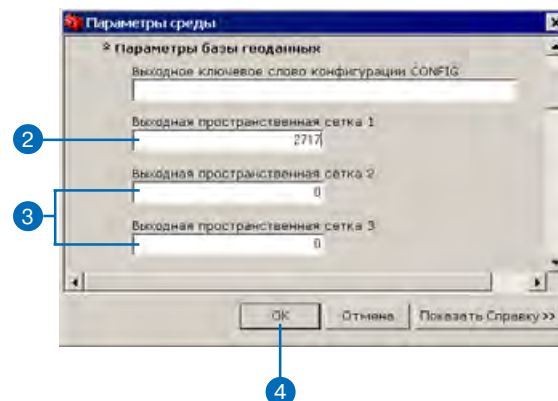 Параметры среды
Параметры базы геоданных
Выходное ключевое слово конфигурации CONFIG
Выходная пространственная сетка 1
2
2717
Выходная пространственная сетка 2
0
3
Выходная пространственная сетка 3
0
ОК Отмена Показать Справку >>
4